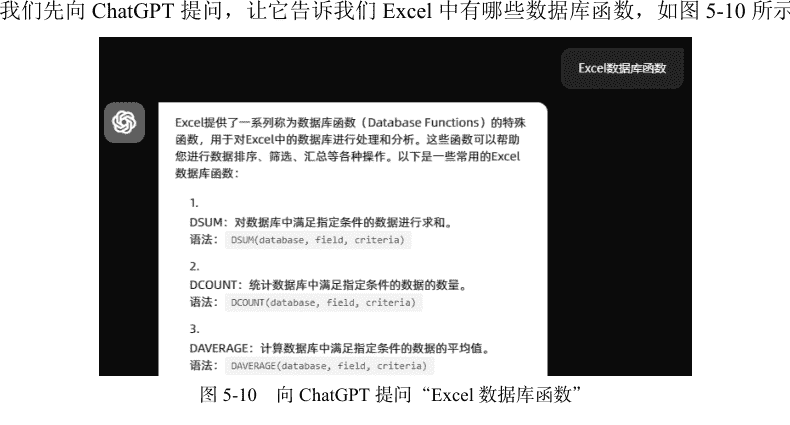 我们先向 ChatGPT 提问，让它告诉我们 Excel 中有哪些数据库函数，如图 5-10 所示
Excel数据库函数
Excel提供了一系列称为数据库函数（Database Functions）的特殊
函数，用于对Excel中的数据库进行处理和分析。这些函数可以帮助
您进行数据排序、筛选、汇总等各种操作。以下是一些常用的Excel
数据库函数：
1.
DSUM：对数据库中满足指定条件的数据进行求和。
语法： DSUM(database, field, criteria)
2.
DCOUNT：统计数据库中满足指定条件的数据的数量。
语法： DCOUNT(database, field, criteria)
3.
DAVERAGE：计算数据库中满足指定条件的数据的平均值。
语法： DAVERAGE(database, field, criteria)
图 5-10　向 ChatGPT 提问“Excel 数据库函数”